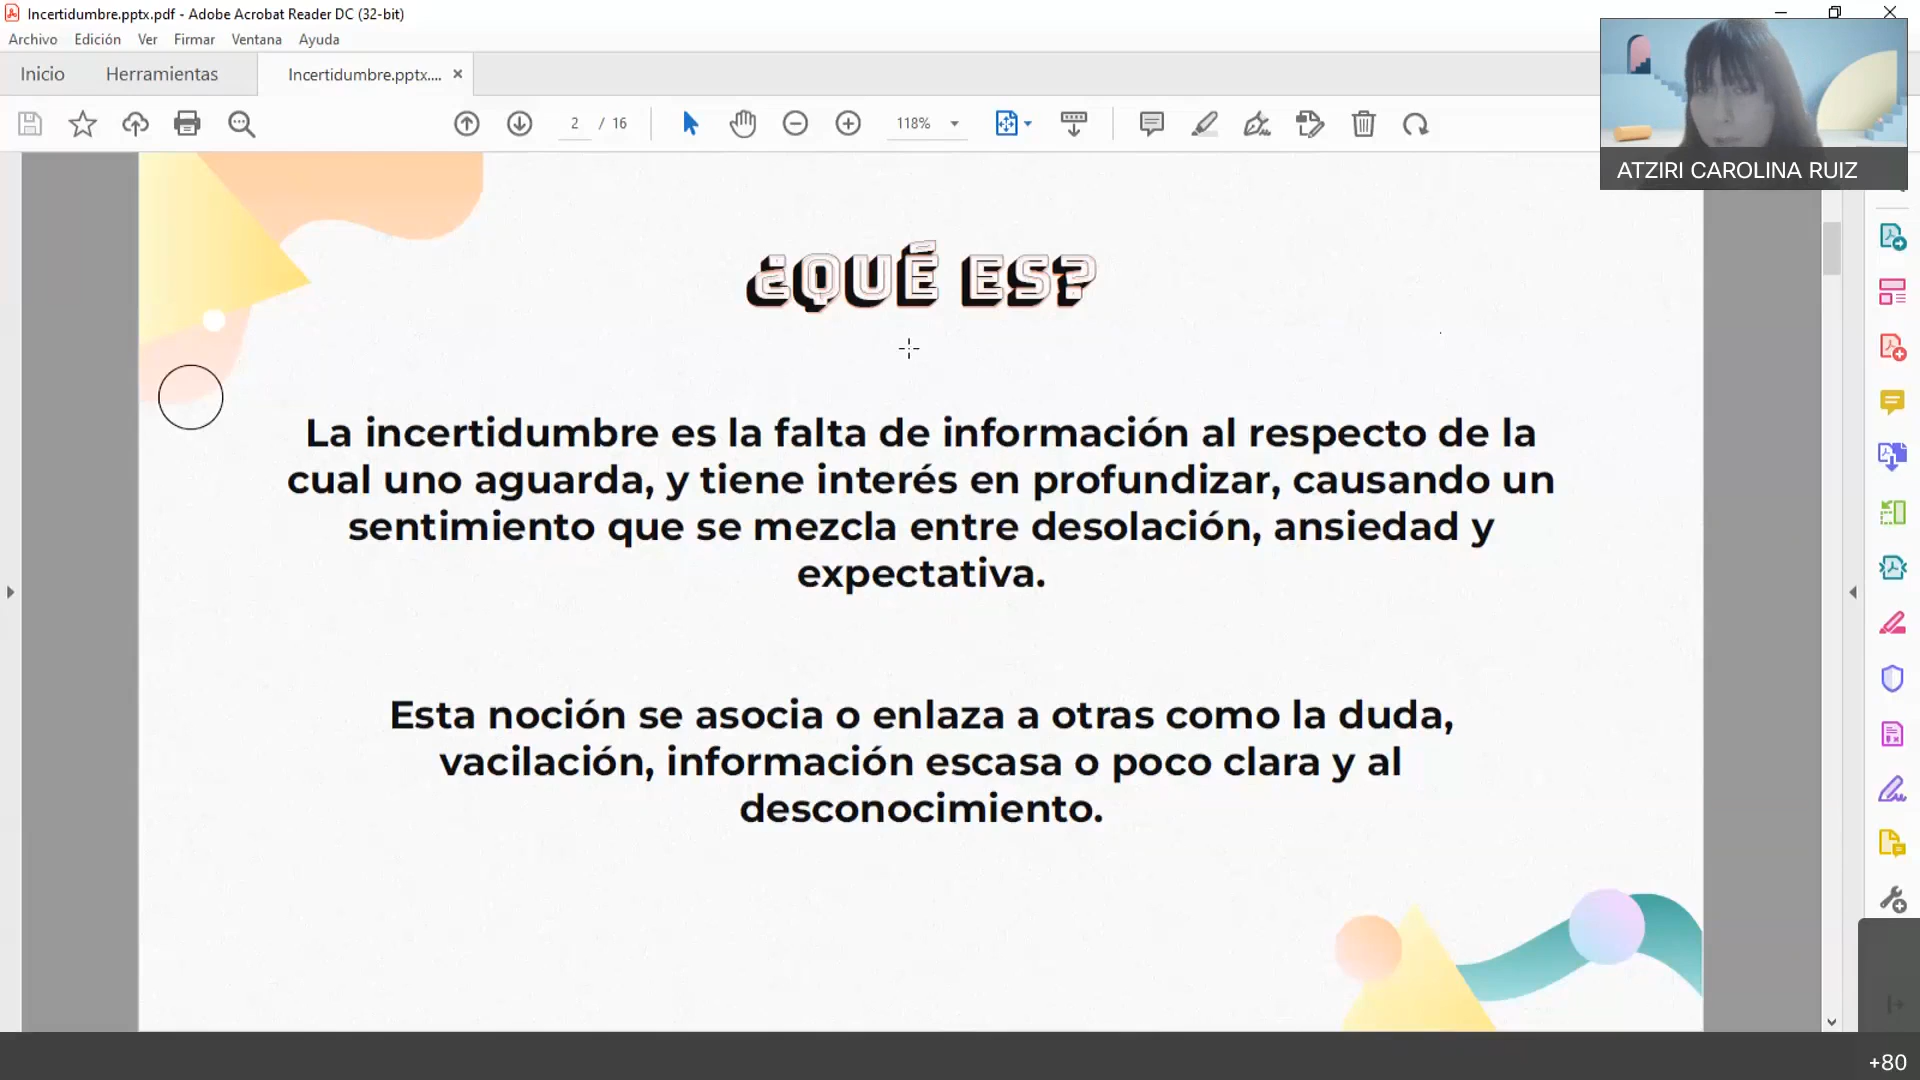 Incertidumbre.pptx.pdf - Adobe Acrobat Reader DC (32-bit)
Archivo Edición Ver Firmar Ventana Ayuda
Inicio Herramientas Incertidumbre.pptx....
2 / 16 118%
ATZIRI CAROLINA RUIZ
¿QUÉ ES?
La incertidumbre es la falta de información al respecto de la
cual uno aguarda, y tiene interés en profundizar, causando un
sentimiento que se mezcla entre desolación, ansiedad y
expectativa.
Esta noción se asocia o enlaza a otras como la duda,
vacilación, información escasa o poco clara y al
desconocimiento.
+80